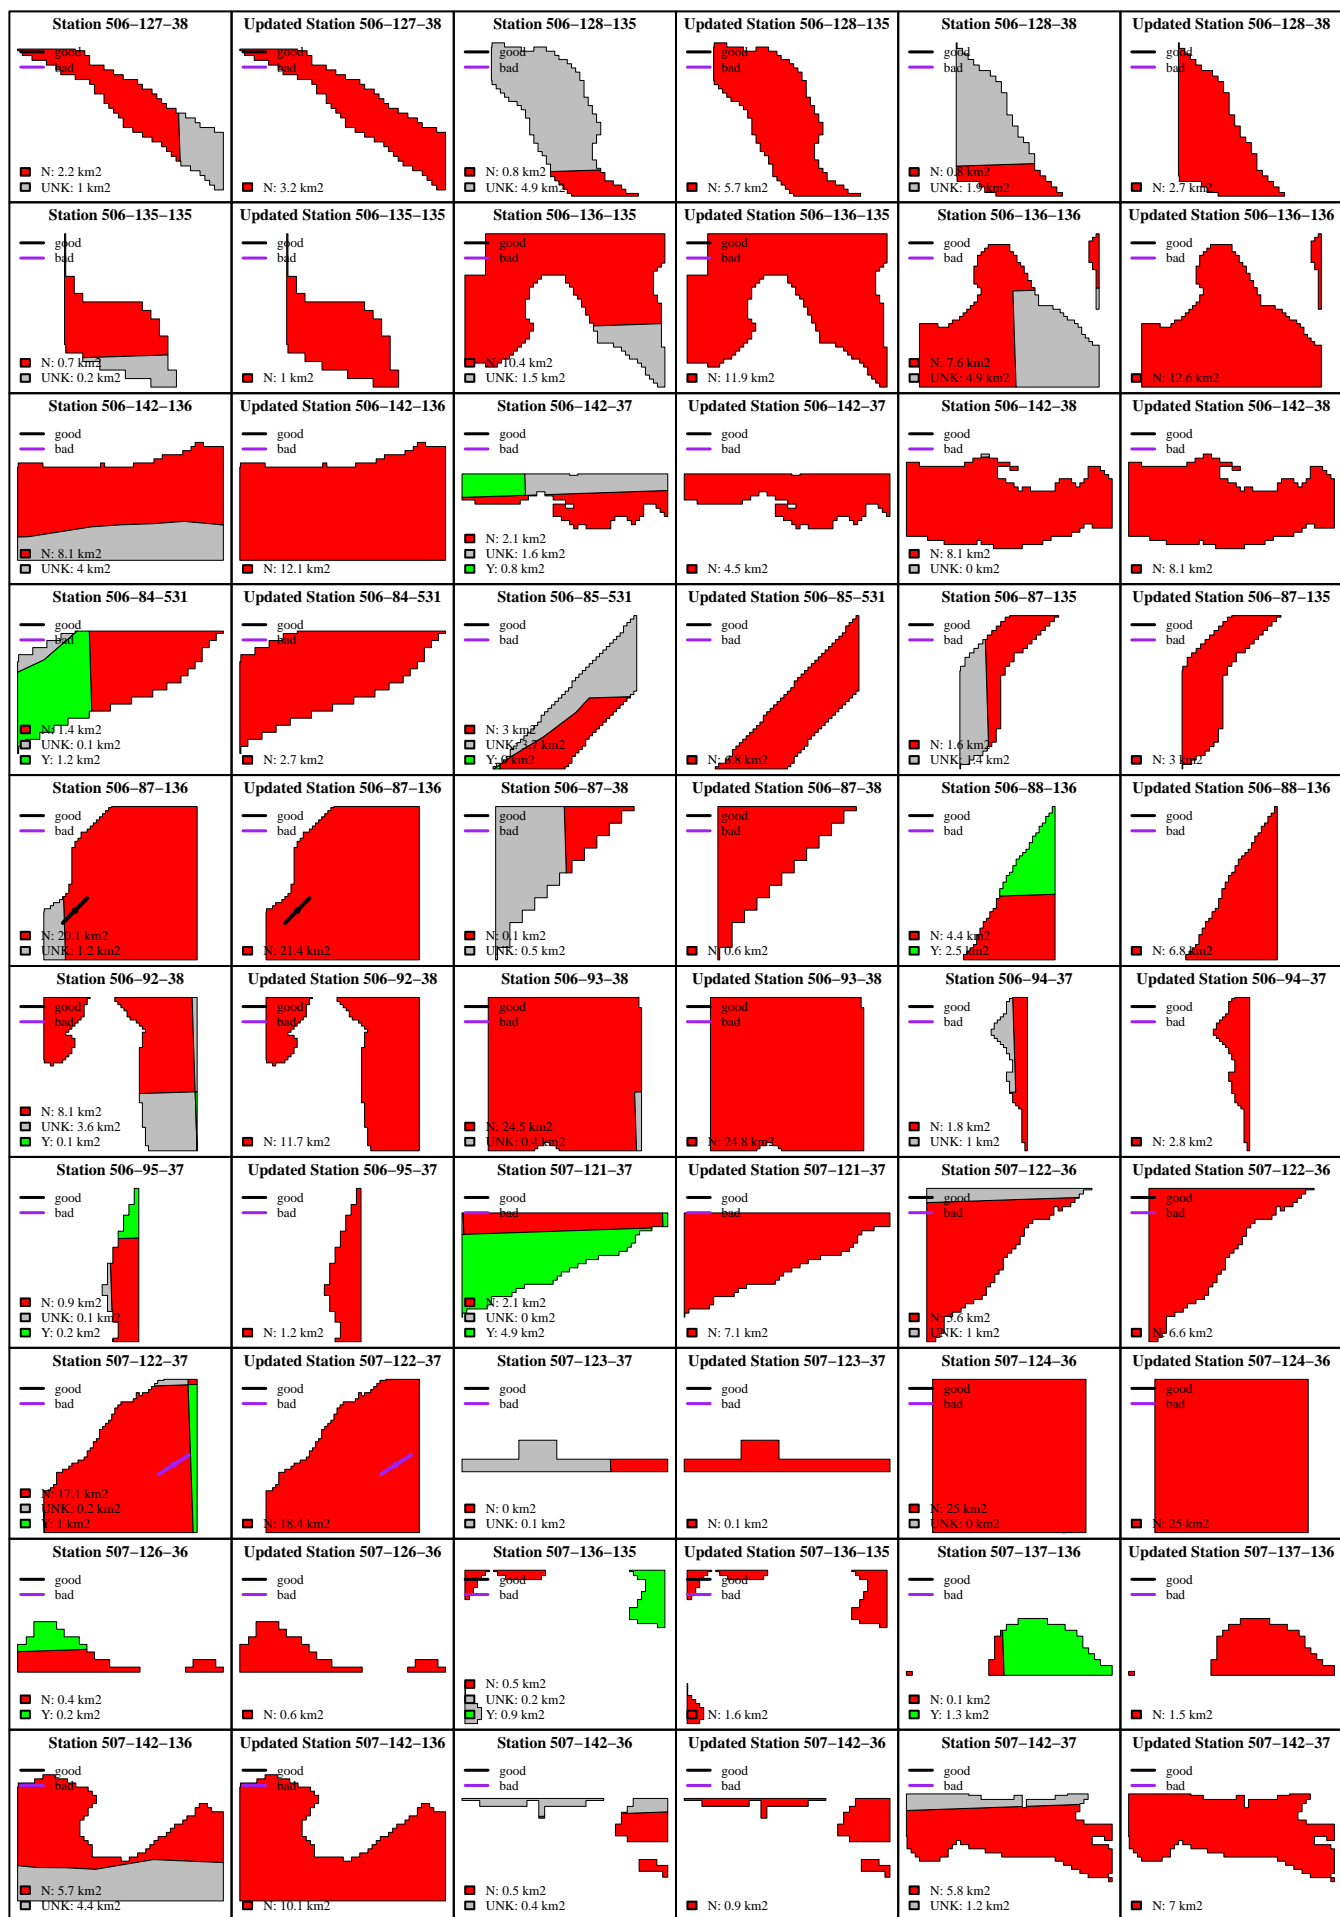 Station 506−127−38
good
bad
N: 2.2 km2
UNK: 1 km2
Updated Station 506−127−38
good
bad
N: 3.2 km2
Station 506−128−135
good
bad
N: 0.8 km2
UNK: 4.9 km2
Updated Station 506−128−135
good
bad
N: 5.7 km2
Station 506−128−38
good
bad
N: 0.8 km2
UNK: 1.9 km2
Updated Station 506−128−38
good
bad
N: 2.7 km2
Station 506−135−135
good
bad
N: 0.7 km2
UNK: 0.2 km2
Updated Station 506−135−135
good
bad
N: 1 km2
Station 506−136−135
good
bad
N: 10.4 km2
UNK: 1.5 km2
Updated Station 506−136−135
good
bad
N: 11.9 km2
Station 506−136−136
good
bad
N: 7.6 km2
UNK: 4.9 km2
Updated Station 506−136−136
good
bad
N: 12.6 km2
Station 506−142−136
good
bad
N: 8.1 km2
UNK: 4 km2
Updated Station 506−142−136
good
bad
N: 12.1 km2
Station 506−142−37
good
bad
N: 2.1 km2
UNK: 1.6 km2
Y: 0.8 km2
Updated Station 506−142−37
good
bad
N: 4.5 km2
Station 506−142−38
good
bad
N: 8.1 km2
UNK: 0 km2
Updated Station 506−142−38
good
bad
N: 8.1 km2
Station 506−84−531
good
bad
N: 1.4 km2
UNK: 0.1 km2
Y: 1.2 km2
Updated Station 506−84−531
good
bad
N: 2.7 km2
Station 506−85−531
good
bad
N: 3 km2
UNK: 3.7 km2
Y: 0 km2
Updated Station 506−85−531
good
bad
N: 6.8 km2
Station 506−87−135
good
bad
N: 1.6 km2
UNK: 1.4 km2
Updated Station 506−87−135
good
bad
N: 3 km2
Station 506−87−136
good
bad
N: 20.1 km2
UNK: 1.2 km2
Updated Station 506−87−136
good
bad
N: 21.4 km2
Station 506−87−38
good
bad
N: 0.1 km2
UNK: 0.5 km2
Updated Station 506−87−38
good
bad
N: 0.6 km2
Station 506−88−136
good
bad
N: 4.4 km2
Y: 2.5 km2
Updated Station 506−88−136
good
bad
N: 6.8 km2
Station 506−92−38
good
bad
N: 8.1 km2
UNK: 3.6 km2
Y: 0.1 km2
Updated Station 506−92−38
good
bad
N: 11.7 km2
Station 506−93−38
good
bad
N: 24.5 km2
UNK: 0.4 km2
Updated Station 506−93−38
good
bad
N: 24.8 km2
Station 506−94−37
good
bad
N: 1.8 km2
UNK: 1 km2
Updated Station 506−94−37
good
bad
N: 2.8 km2
Station 506−95−37
good
bad
N: 0.9 km2
UNK: 0.1 km2
Y: 0.2 km2
Updated Station 506−95−37
good
bad
N: 1.2 km2
Station 507−121−37
good
bad
N: 2.1 km2
UNK: 0 km2
Y: 4.9 km2
Updated Station 507−121−37
good
bad
N: 7.1 km2
Station 507−122−36
good
bad
N: 5.6 km2
UNK: 1 km2
Updated Station 507−122−36
good
bad
N: 6.6 km2
Station 507−122−37
good
bad
N: 17.1 km2
UNK: 0.2 km2
Y: 1 km2
Updated Station 507−122−37
good
bad
N: 18.4 km2
Station 507−123−37
good
bad
N: 0 km2
UNK: 0.1 km2
Updated Station 507−123−37
good
bad
N: 0.1 km2
Station 507−124−36
good
bad
N: 25 km2
UNK: 0 km2
Updated Station 507−124−36
good
bad
N: 25 km2
Station 507−126−36
good
bad
N: 0.4 km2
Y: 0.2 km2
Updated Station 507−126−36
good
bad
N: 0.6 km2
Station 507−136−135
good
bad
N: 0.5 km2
UNK: 0.2 km2
Y: 0.9 km2
Updated Station 507−136−135
good
bad
N: 1.6 km2
Station 507−137−136
good
bad
N: 0.1 km2
Y: 1.3 km2
Updated Station 507−137−136
good
bad
N: 1.5 km2
Station 507−142−136
good
bad
N: 5.7 km2
UNK: 4.4 km2
Updated Station 507−142−136
good
bad
N: 10.1 km2
Station 507−142−36
good
bad
N: 0.5 km2
UNK: 0.4 km2
Updated Station 507−142−36
good
bad
N: 0.9 km2
Station 507−142−37
good
bad
N: 5.8 km2
UNK: 1.2 km2
Updated Station 507−142−37
good
bad
N: 7 km2